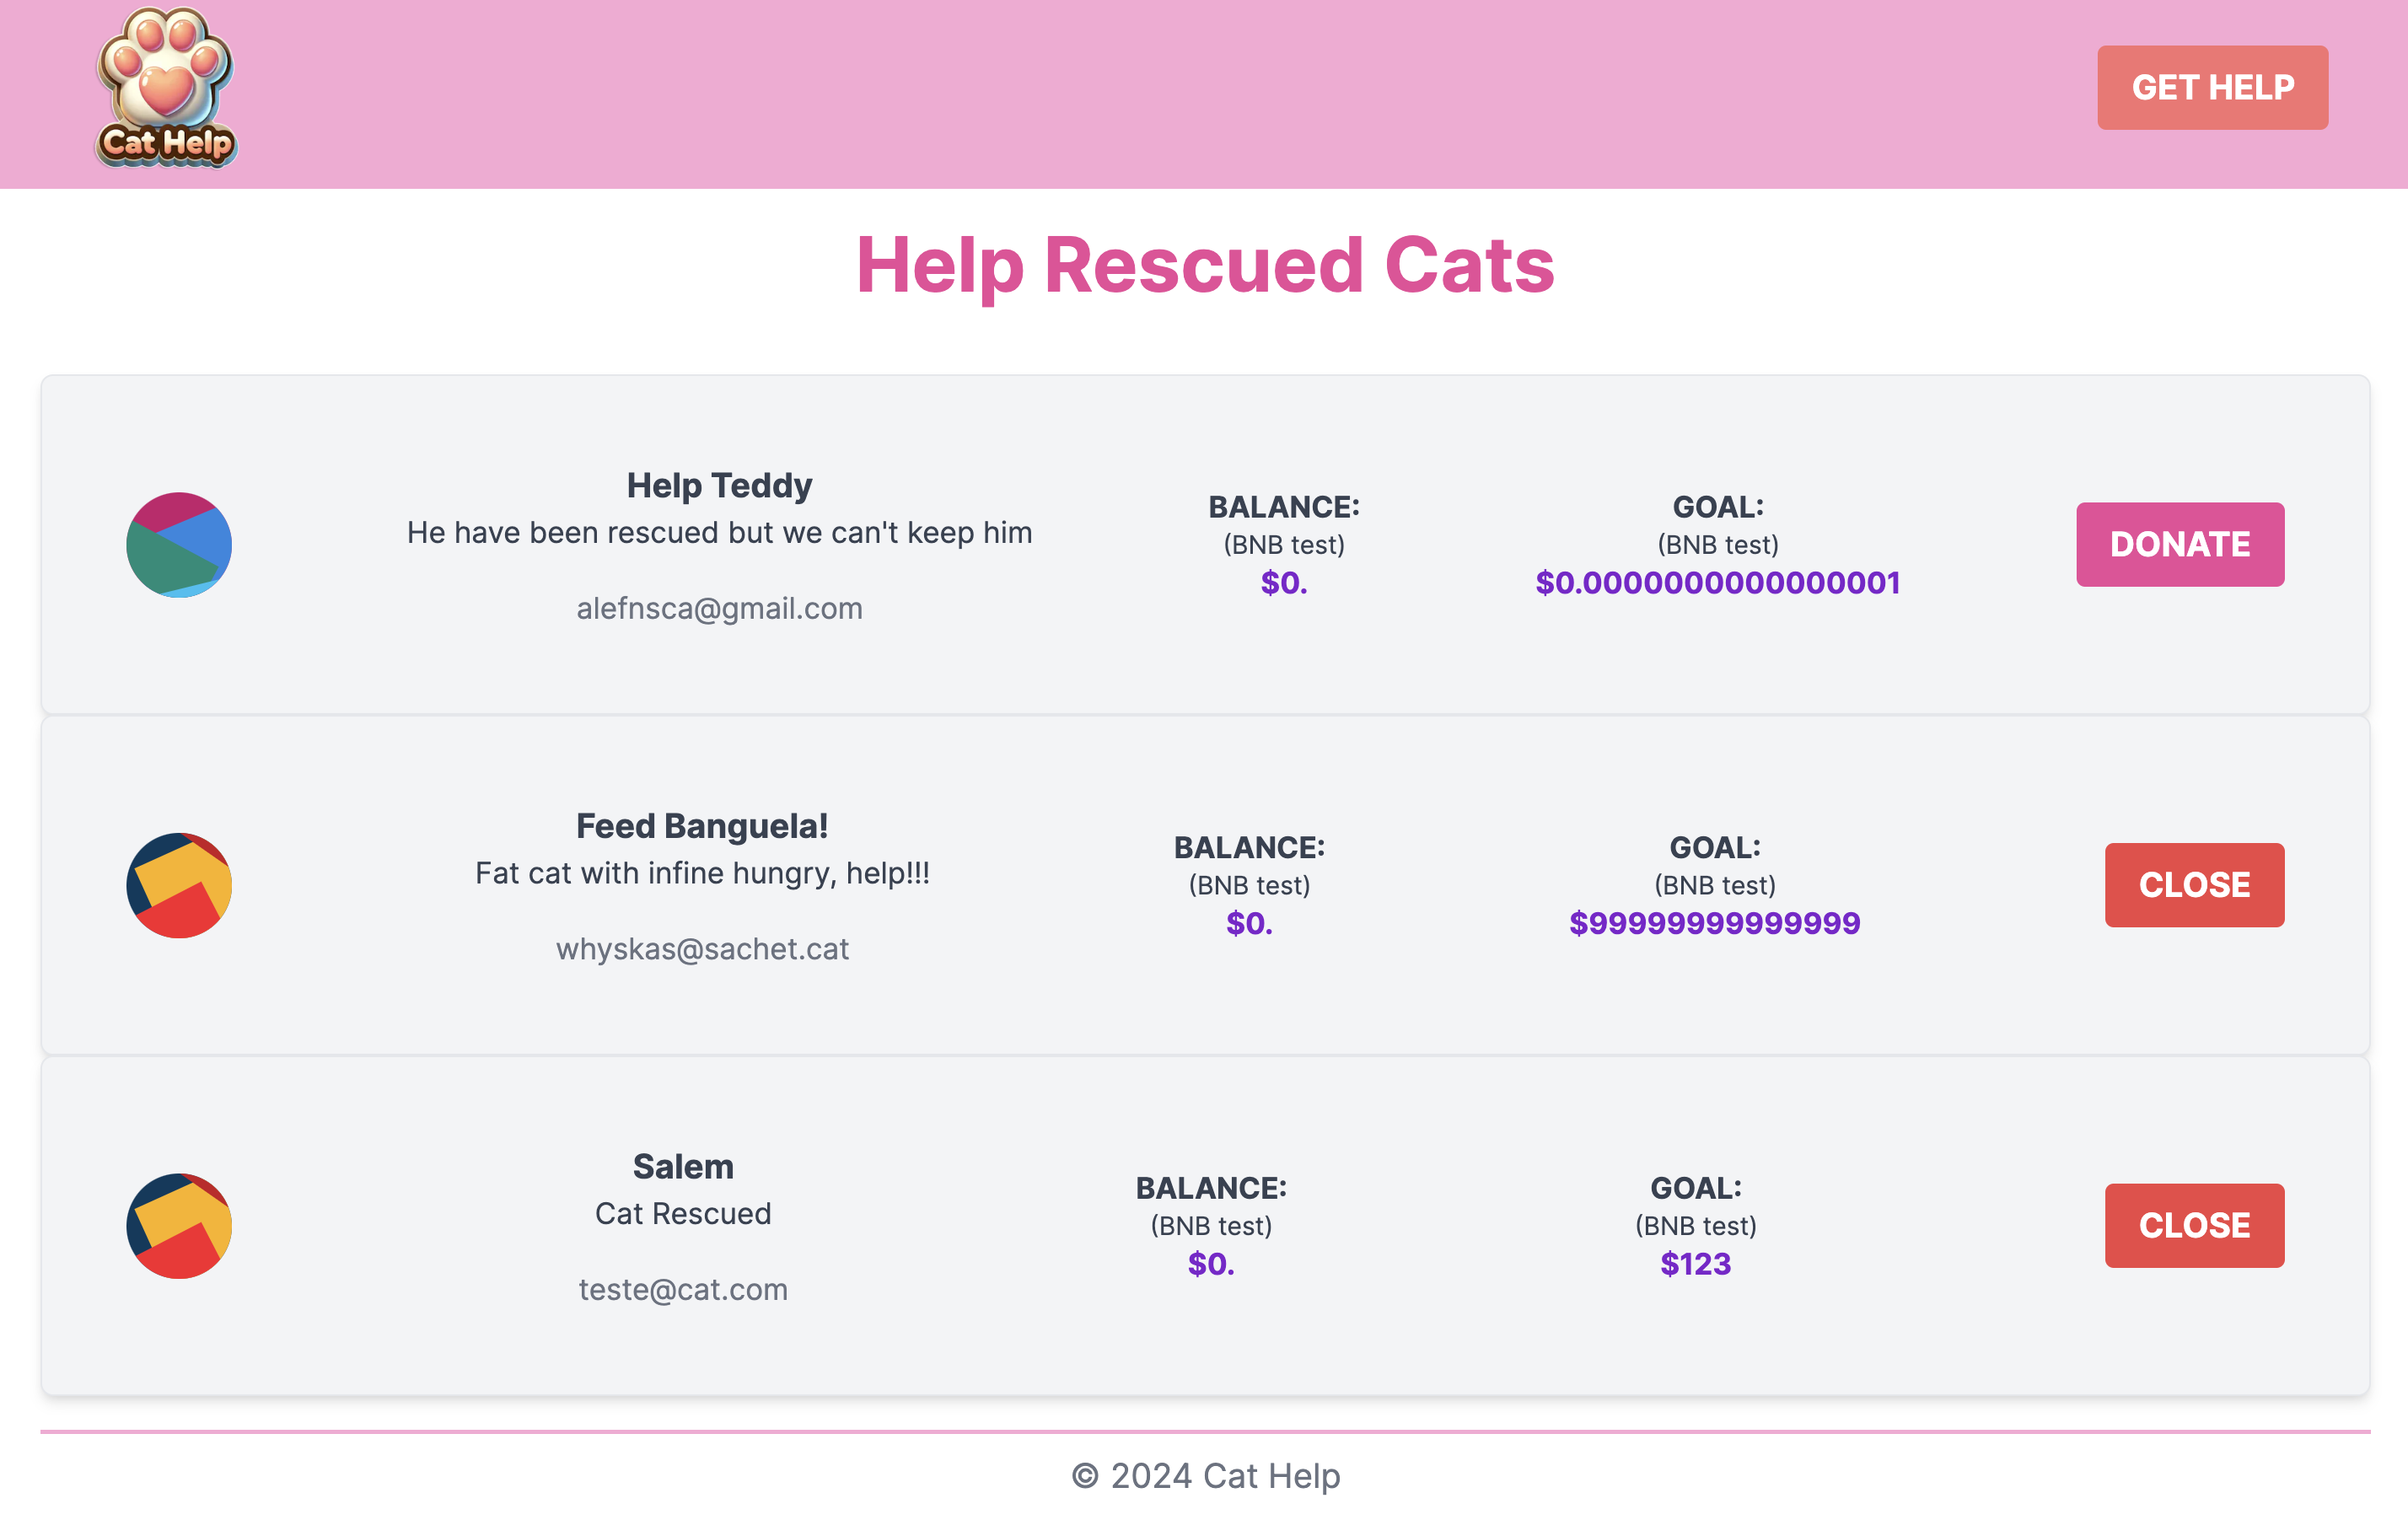 Cat Help
GET HELP
Help Rescued Cats
Help Teddy
He have been rescued but we can't keep him
alefnsca@gmail.com
BALANCE:
(BNB test)
$0.
GOAL:
(BNB test)
$0.0000000000000001
DONATE
Feed Banguela!
Fat cat with infine hungry, help!!!
whyskas@sachet.cat
BALANCE:
(BNB test)
$0.
GOAL:
(BNB test)
$99999999999999
CLOSE
Salem
Cat Rescued
teste@cat.com
BALANCE:
(BNB test)
$0.
GOAL:
(BNB test)
$123
CLOSE
© 2024 Cat Help